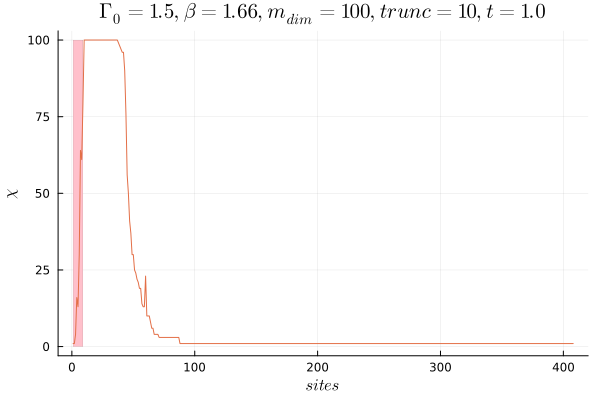 Γ₀ = 1.5, β = 1.66, m_dim = 100, trunc = 10, t = 1.0
100
75
χ
50
25
0
0 100 200 300 400
sites